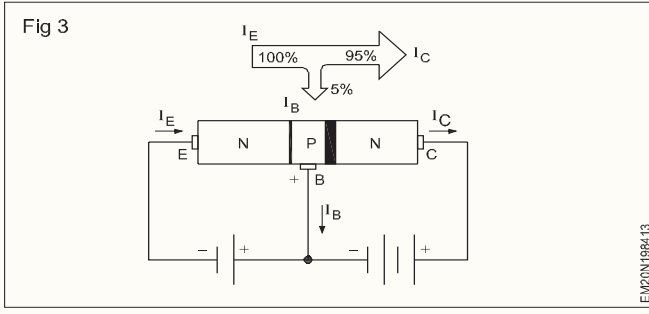 Fig 3
IE
100%
95%
IC
5%
IB
IE
IC
N
P
N
E
C
+
B
IB
−
+
−
+
EM20N198413